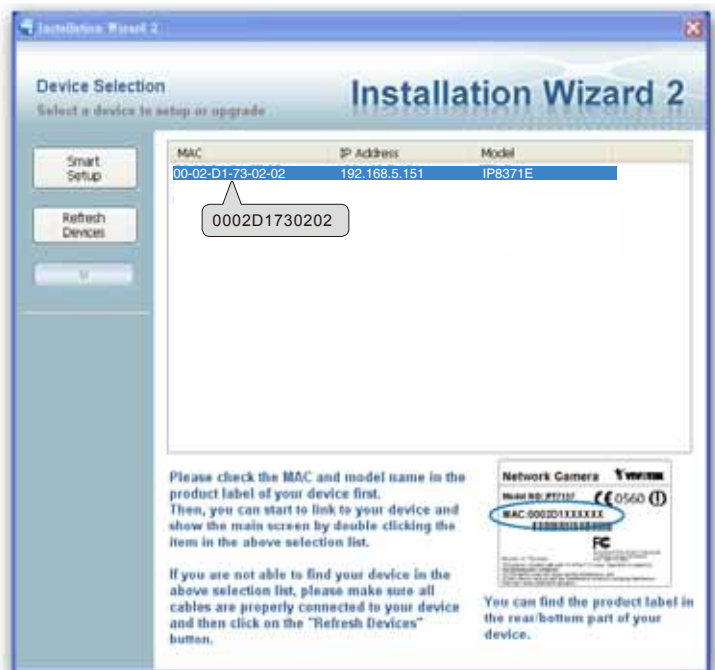 Installation Wizard 2
Device Selection
Select a device to setup or upgrade
Installation Wizard 2
Smart
Setup
Refresh
Devices
MAC IP Address Model
00-02-D1-73-02-02 192.168.5.151 IP8371E
0002D1730202
Please check the MAC and model name in the
product label of your device first.
Then, you can start to link to your device and
show the main screen by double clicking the
item in the above selection list.
If you are not able to find your device in the
above selection list, please make sure all
cables are properly connected to your device
and then click on the "Refresh Devices"
button.
Network Camera VIVOTEK
Model NO: 0560
MAC:0002D1XXXXXX
FC
You can find the product label in
the rear/bottom part of your
device.